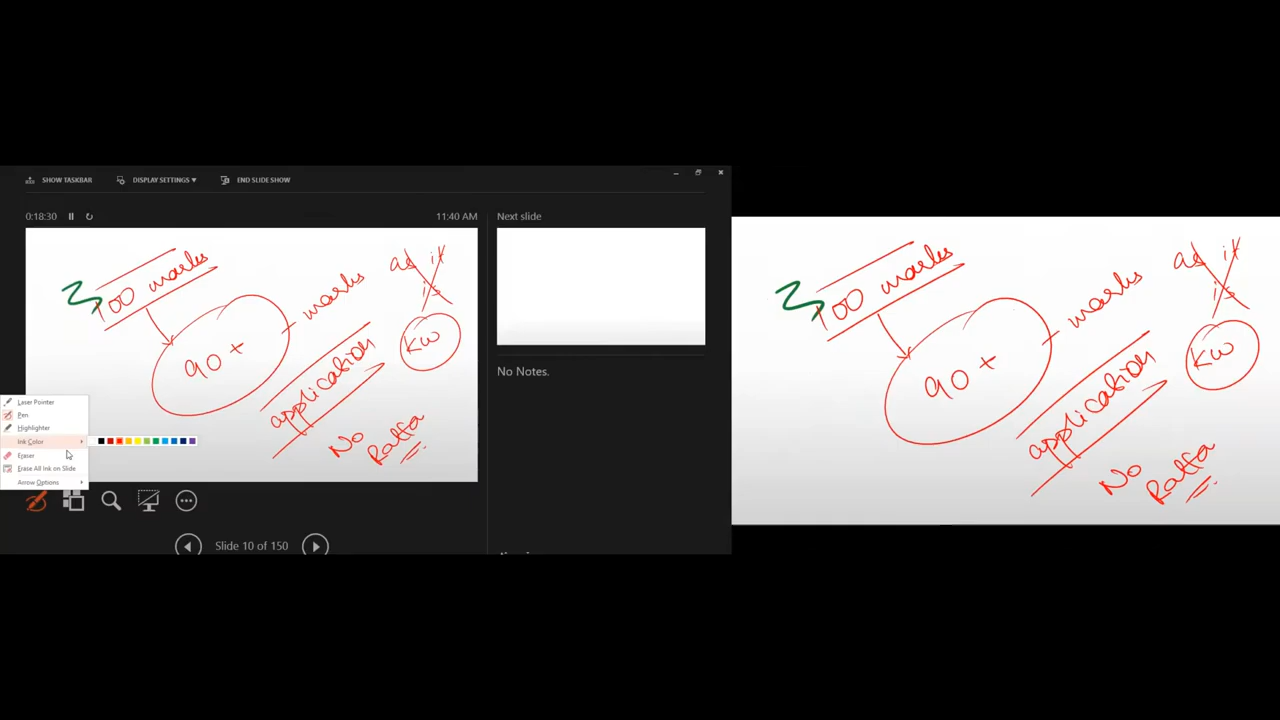 SHOW TASKBAR DISPLAY SETTINGS ▾ END SLIDE SHOW
0:18:30 11:40 AM
100 marks
90 +
marks
as it
is
KW
application
No
Ratta
Laser Pointer
Pen
Highlighter
Ink Color
Eraser
Erase All Ink on Slide
Arrow Options
Slide 10 of 150
Next slide
No Notes.
100 marks
90 +
marks
as it
is
KW
application
No
Ratta